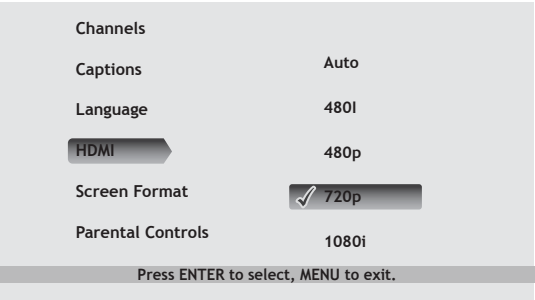 Channels
Captions
Language
HDMI
Screen Format
Parental Controls
Auto
480I
480p
720p
1080i
Press ENTER to select, MENU to exit.